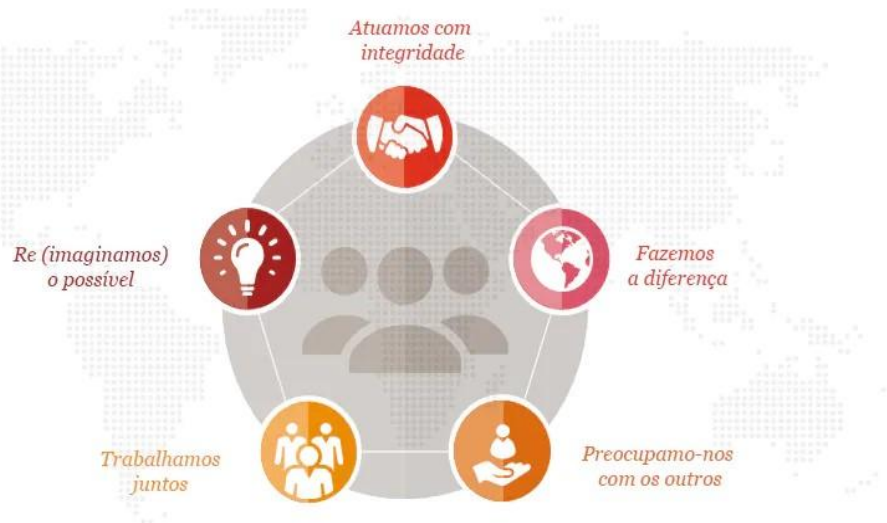 Atuamos com
integridade
Re (imaginamos)
o possível
Fazemos
a diferença
Trabalhamos
juntos
Preocupamo-nos
com os outros